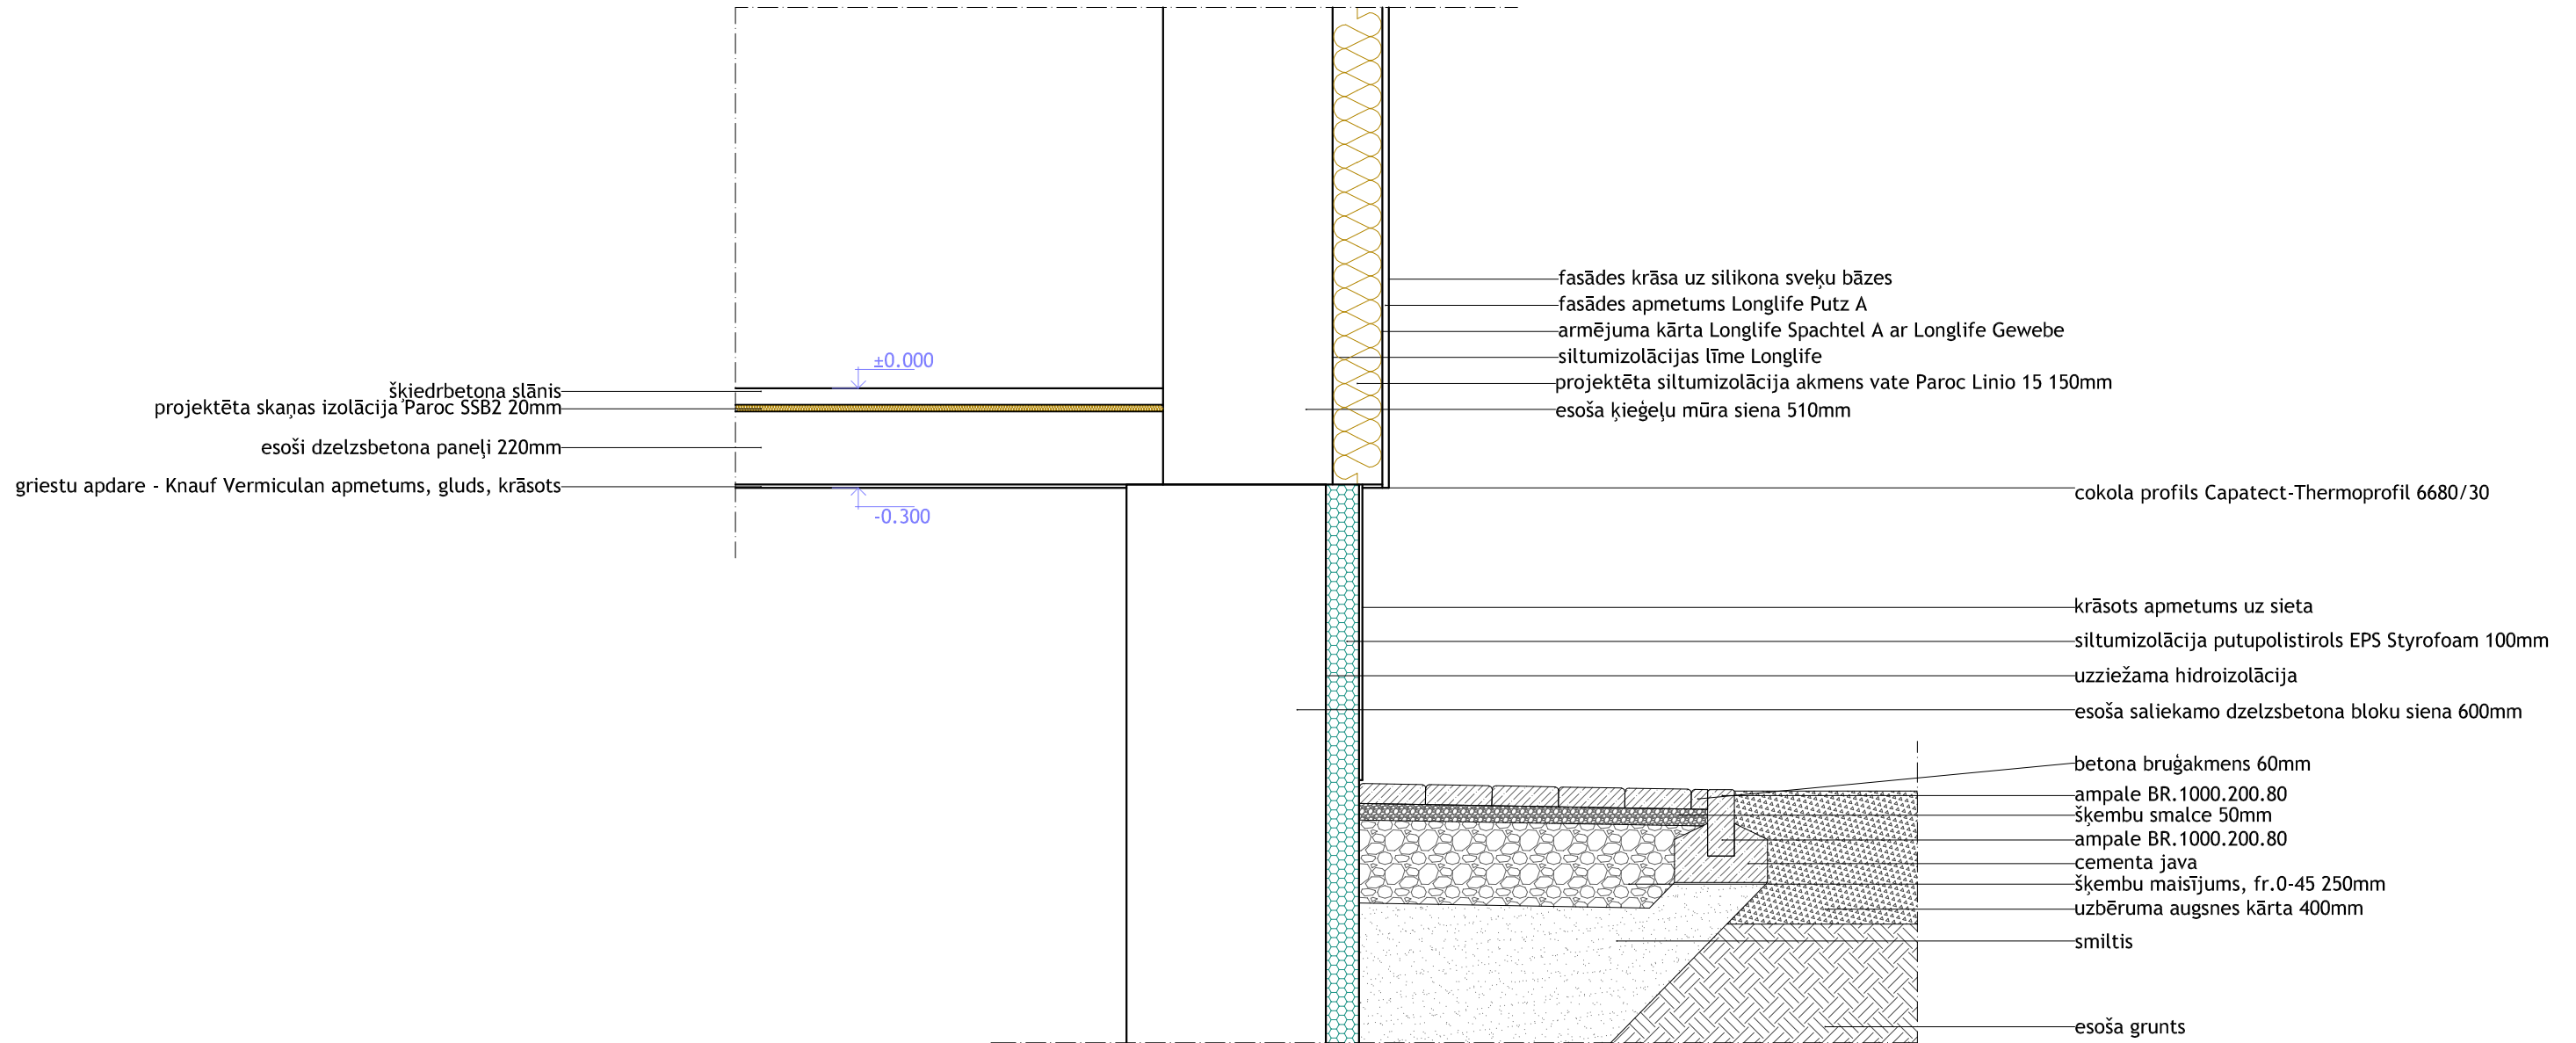 ±0.000
šķiedrbetona slānis
projektēta skaņas izolācija Paroc SSB2 20mm
esoši dzelzsbetona paneļi 220mm
griestu apdare - Knauf Vermiculan apmetums, gluds, krāsots
-0.300
fasādes krāsa uz silikona sveķu bāzes
fasādes apmetums Longlife Putz A
armējuma kārta Longlife Spachtel A ar Longlife Gewebe
siltumizolācijas līme Longlife
projektēta siltumizolācija akmens vate Paroc Linio 15 150mm
esoša ķieģeļu mūra siena 510mm
cokola profils Capatect-Thermoprofil 6680/30
krāsots apmetums uz sieta
siltumizolācija putupolistirols EPS Styrofoam 100mm
uzziežama hidroizolācija
esoša saliekamo dzelzsbetona bloku siena 600mm
betona bruģakmens 60mm
ampale BR.1000.200.80
šķembu smalce 50mm
ampale BR.1000.200.80
cementa java
šķembu maisījums, fr.0-45 250mm
uzbēruma augsnes kārta 400mm
smiltis
esoša grunts